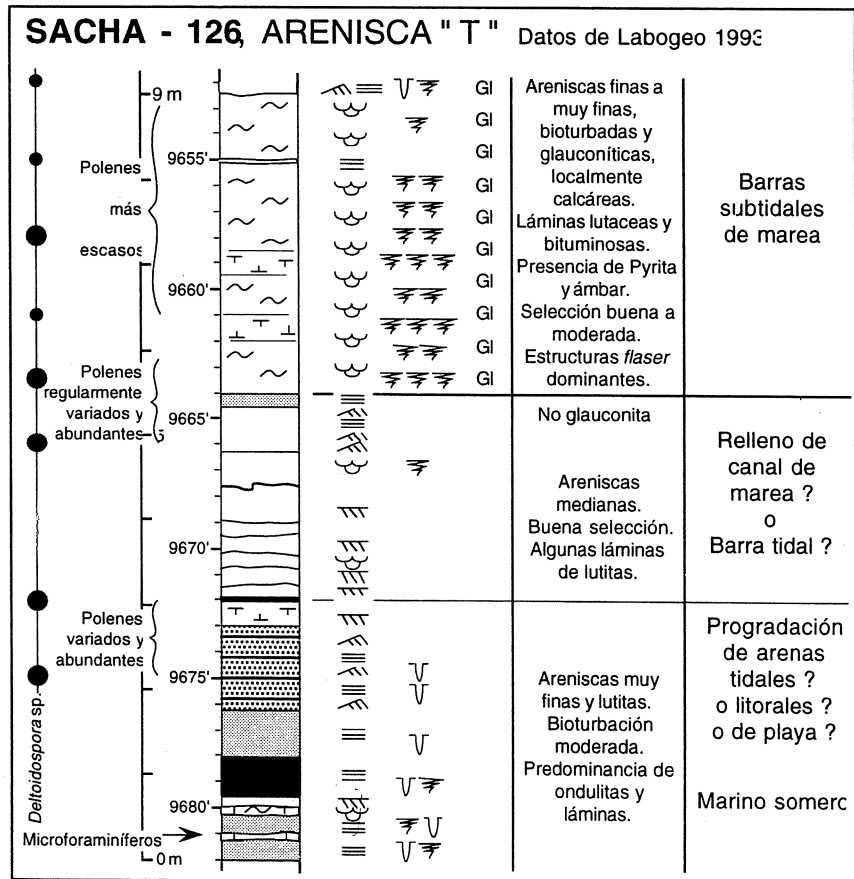 SACHA - 126, ARENISCA "T" Datos de Labogeo 1993
9 m
Polenes
más
escasos
Polenes
regularmente
variados y
abundantes
5
Polenes
variados y
abundantes
Deltoidospora sp.
Microforaminíferos
0 m
9655'
9660'
9665'
9670'
9675'
9680'
Gl
Gl
Gl
Gl
Gl
Gl
Gl
Gl
Gl
Gl
Areniscas finas a
muy finas,
bioturbadas y
glauconíticas,
localmente
calcáreas.
Láminas lutaceas y
bituminosas.
Presencia de Pyrita
y ámbar.
Selección buena a
moderada.
Estructuras flaser
dominantes.
Barras
subtidales
de marea
No glauconita
Areniscas
medianas.
Buena selección.
Algunas láminas
de lutitas.
Relleno de
canal de
marea ?
o
Barra tidal ?
Areniscas muy
finas y lutitas.
Bioturbación
moderada.
Predominancia de
ondulitas y
láminas.
Progradación
de arenas
tidales ?
o litorales ?
o de playa ?
Marino somero